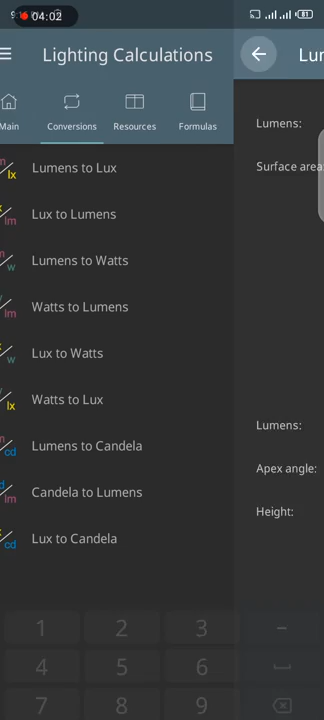 04:02
81
Lighting Calculations
Main
Conversions
Resources
Formulas
Lumens to Lux
Lux to Lumens
Lumens to Watts
Watts to Lumens
Lux to Watts
Watts to Lux
Lumens to Candela
Candela to Lumens
Lux to Candela
Lumens:
Surface area:
Lumens:
Apex angle:
Height:
1 2 3 −
4 5 6
7 8 9